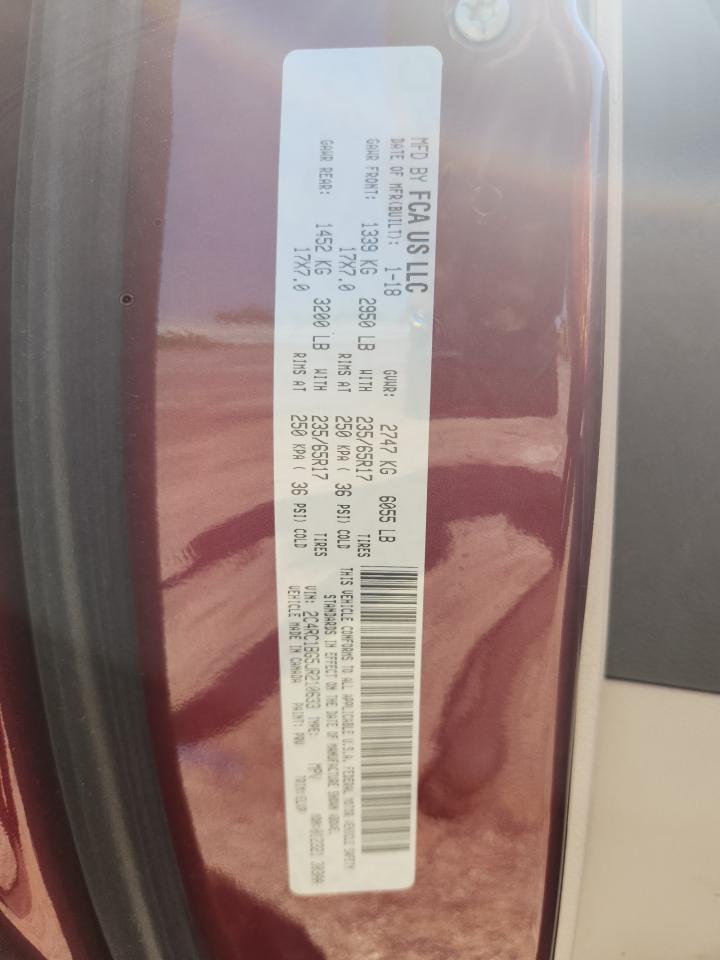 MFD BY FCA US LLC
DATE OF MFR(BUILT): 1-18 GVWR: 2747 KG 6055 LB
GAWR FRONT: 1339 KG 2950 LB WITH 235/65R17 TIRES
17X7.0 RIMS AT 250 KPA ( 36 PSI) COLD
GAWR REAR: 1452 KG 3200 LB WITH 235/65R17 TIRES
17X7.0 RIMS AT 250 KPA ( 36 PSI) COLD
THIS VEHICLE CONFORMS TO ALL APPLICABLE U.S.A. FEDERAL MOTOR VEHICLE SAFETY
STANDARDS IN EFFECT ON THE DATE OF MANUFACTURE SHOWN ABOVE.
VIN: 2C4RC1BG5JR210633 TYPE: MPV
VEHICLE MADE IN CANADA PAINT: PRV